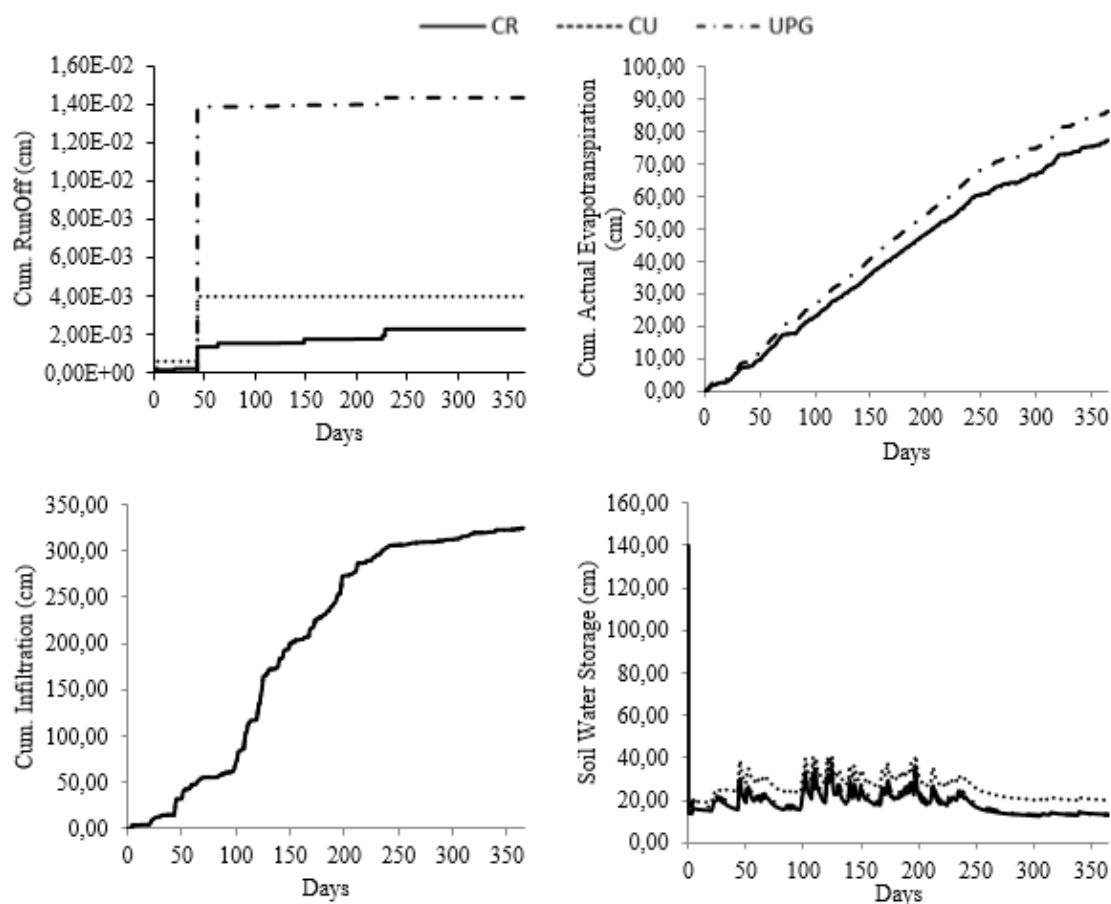 CR CU UPG
Cum. RunOff (cm)
1,60E-02
1,40E-02
1,20E-02
1,00E-02
8,00E-03
6,00E-03
4,00E-03
2,00E-03
0,00E+00
0 50 100 150 200 250 300 350
Days
Cum. Actual Evapotranspiration
(cm)
100,00
90,00
80,00
70,00
60,00
50,00
40,00
30,00
20,00
10,00
0,00
0 50 100 150 200 250 300 350
Days
Cum. Infiltration (cm)
350,00
300,00
250,00
200,00
150,00
100,00
50,00
0,00
0 50 100 150 200 250 300 350
Days
Soil Water Storage (cm)
160,00
140,00
120,00
100,00
80,00
60,00
40,00
20,00
0,00
0 50 100 150 200 250 300 350
Days